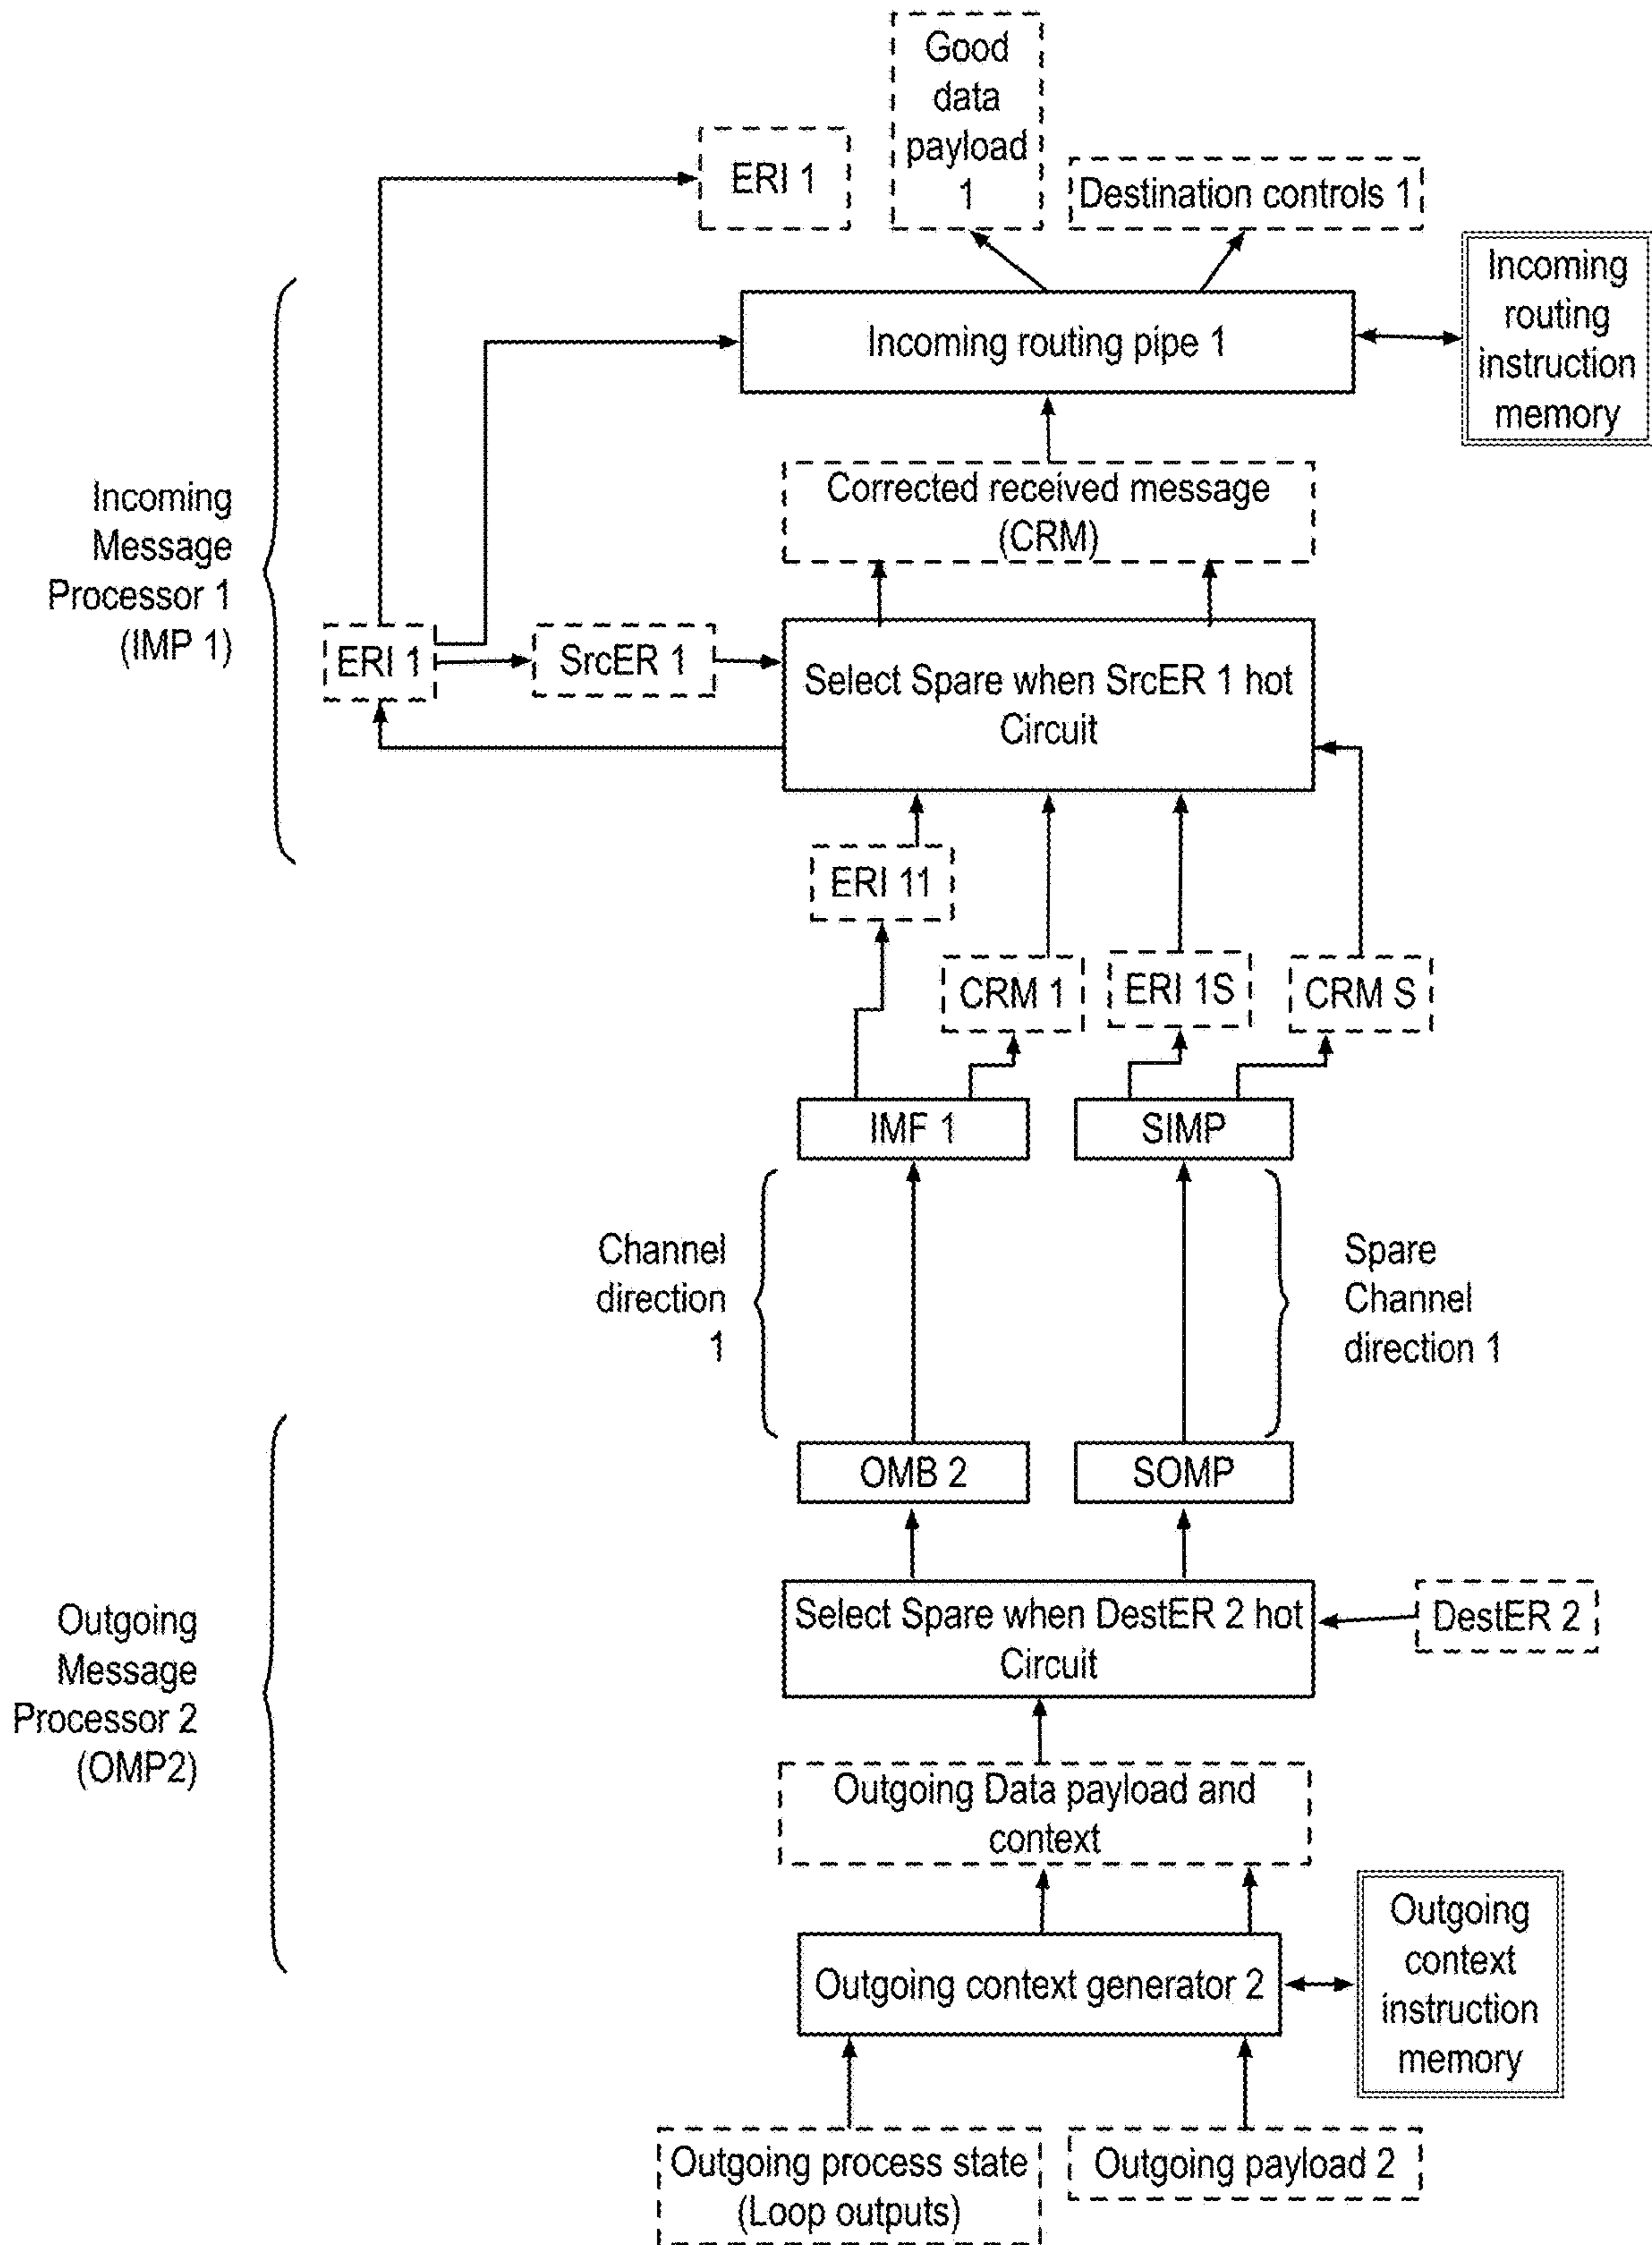 Good
data
payload
1
ERI 1
Destination controls 1
Incoming
routing
instruction
memory
Incoming routing pipe 1
Corrected received message
(CRM)
Incoming
Message
Processor 1
(IMP 1)
ERI 1
SrcER 1
Select Spare when SrcER 1 hot
Circuit
ERI 11
CRM 1
ERI 1S
CRM S
IMF 1
SIMP
Channel
direction
1
Spare
Channel
direction 1
OMB 2
SOMP
Select Spare when DestER 2 hot
Circuit
DestER 2
Outgoing
Message
Processor 2
(OMP2)
Outgoing Data payload and
context
Outgoing context generator 2
Outgoing
context
instruction
memory
Outgoing process state
(Loop outputs)
Outgoing payload 2